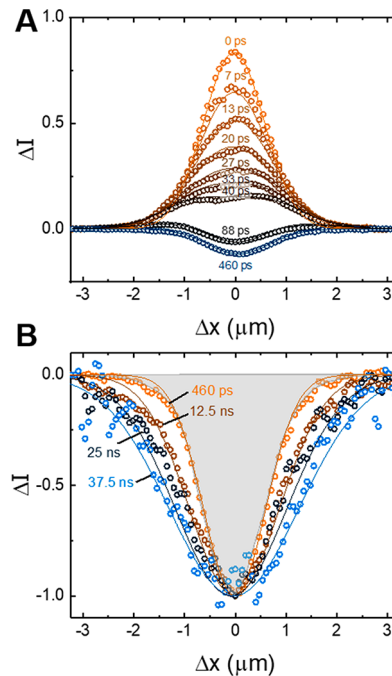 A
1.0
0.5
0.0
ΔI
0 ps
7 ps
13 ps
20 ps
27 ps
33 ps
40 ps
88 ps
460 ps
-3 -2 -1 0 1 2 3
Δx (μm)
B
0.0
-0.5
-1.0
ΔI
460 ps
12.5 ns
25 ns
37.5 ns
-3 -2 -1 0 1 2 3
Δx (μm)